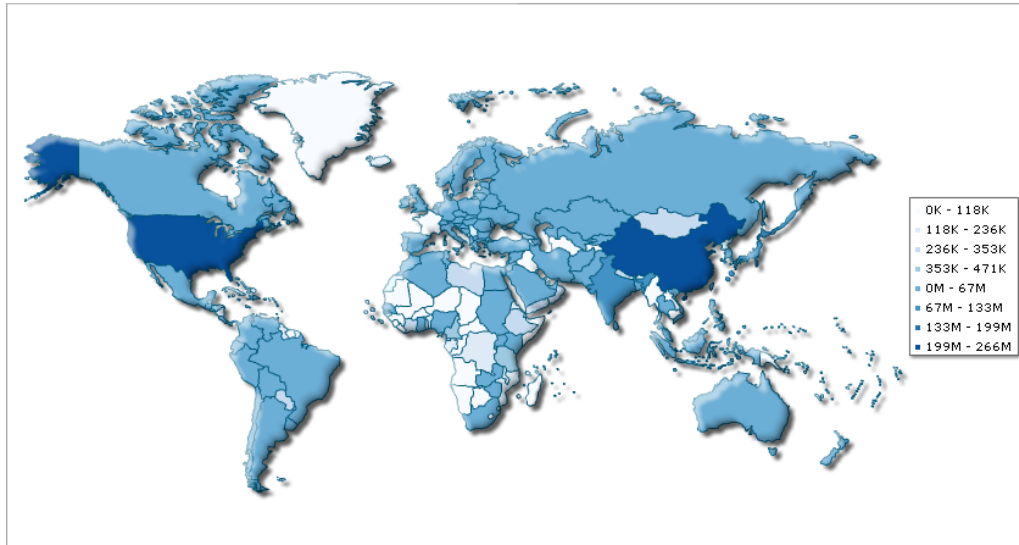 0K - 118K
118K - 236K
236K - 353K
353K - 471K
0M - 67M
67M - 133M
133M - 199M
199M - 266M